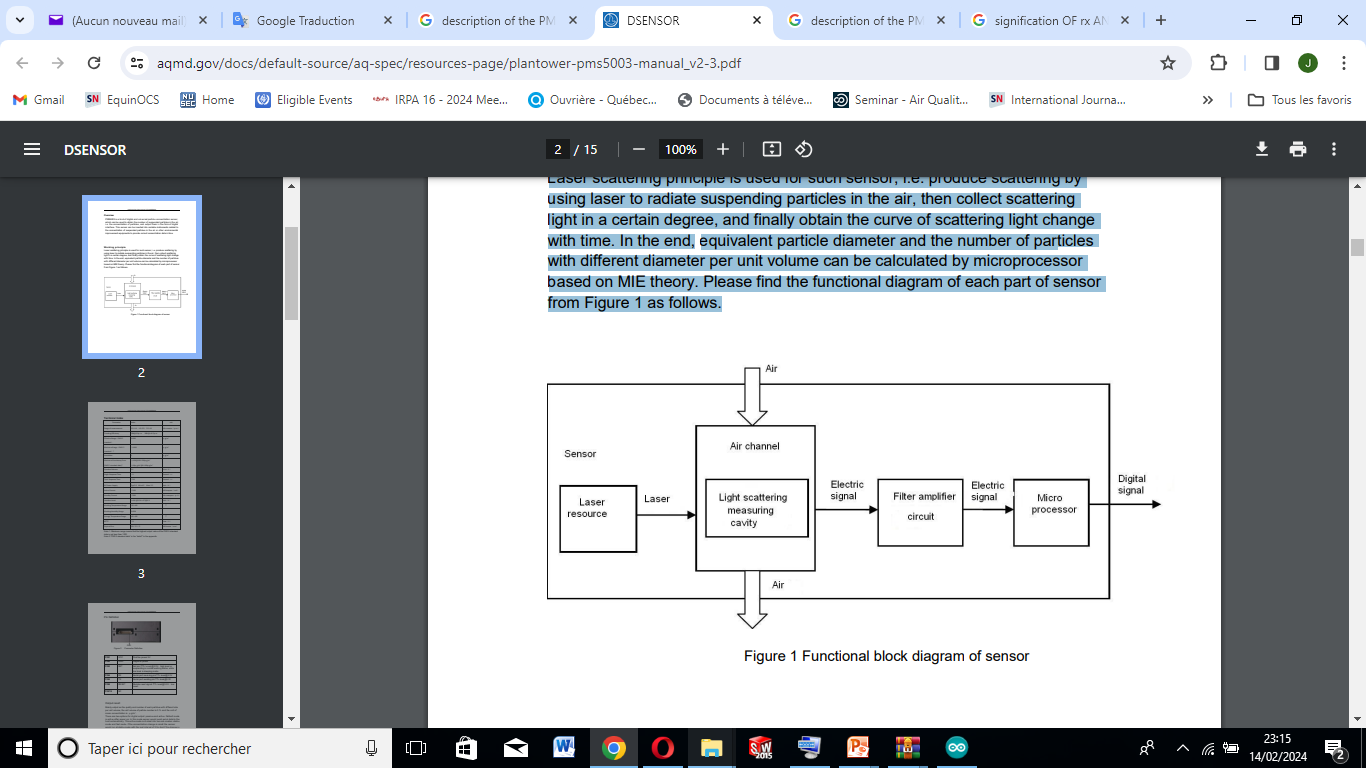 (Aucun nouveau mail
Google Traduction
description of the PM
DSENSOR
description of the PM
signification OF rx AN
aqmd.gov/docs/default-source/aq-spec/resources-page/plantower-pms5003-manual_v2-3.pdf
J
Gmail
EquinOCS
Home
Eligible Events
IRPA 16 - 2024 Mee...
Ouvrière - Québec...
Documents à téléve...
Seminar - Air Qualit...
International Journa...
Tous les favoris
DSENSOR
2 / 15
100%
Laser scattering principle is used for such sensor, i.e. produce scattering by
using laser to radiate suspending particles in the air, then collect scattering
light in a certain degree, and finally obtain the curve of scattering light change
with time. In the end, equivalent particle diameter and the number of particles
with different diameter per unit volume can be calculated by microprocessor
based on MIE theory. Please find the functional diagram of each part of sensor
from Figure 1 as follows.
Air
Sensor
Air channel
Laser
resource
Laser
Light scattering
measuring
cavity
Electric
signal
Filter amplifier
circuit
Electric
signal
Micro
processor
Digital
signal
Air
Figure 1 Functional block diagram of sensor
2
3
Taper ici pour rechercher
23:15
14/02/2024
2